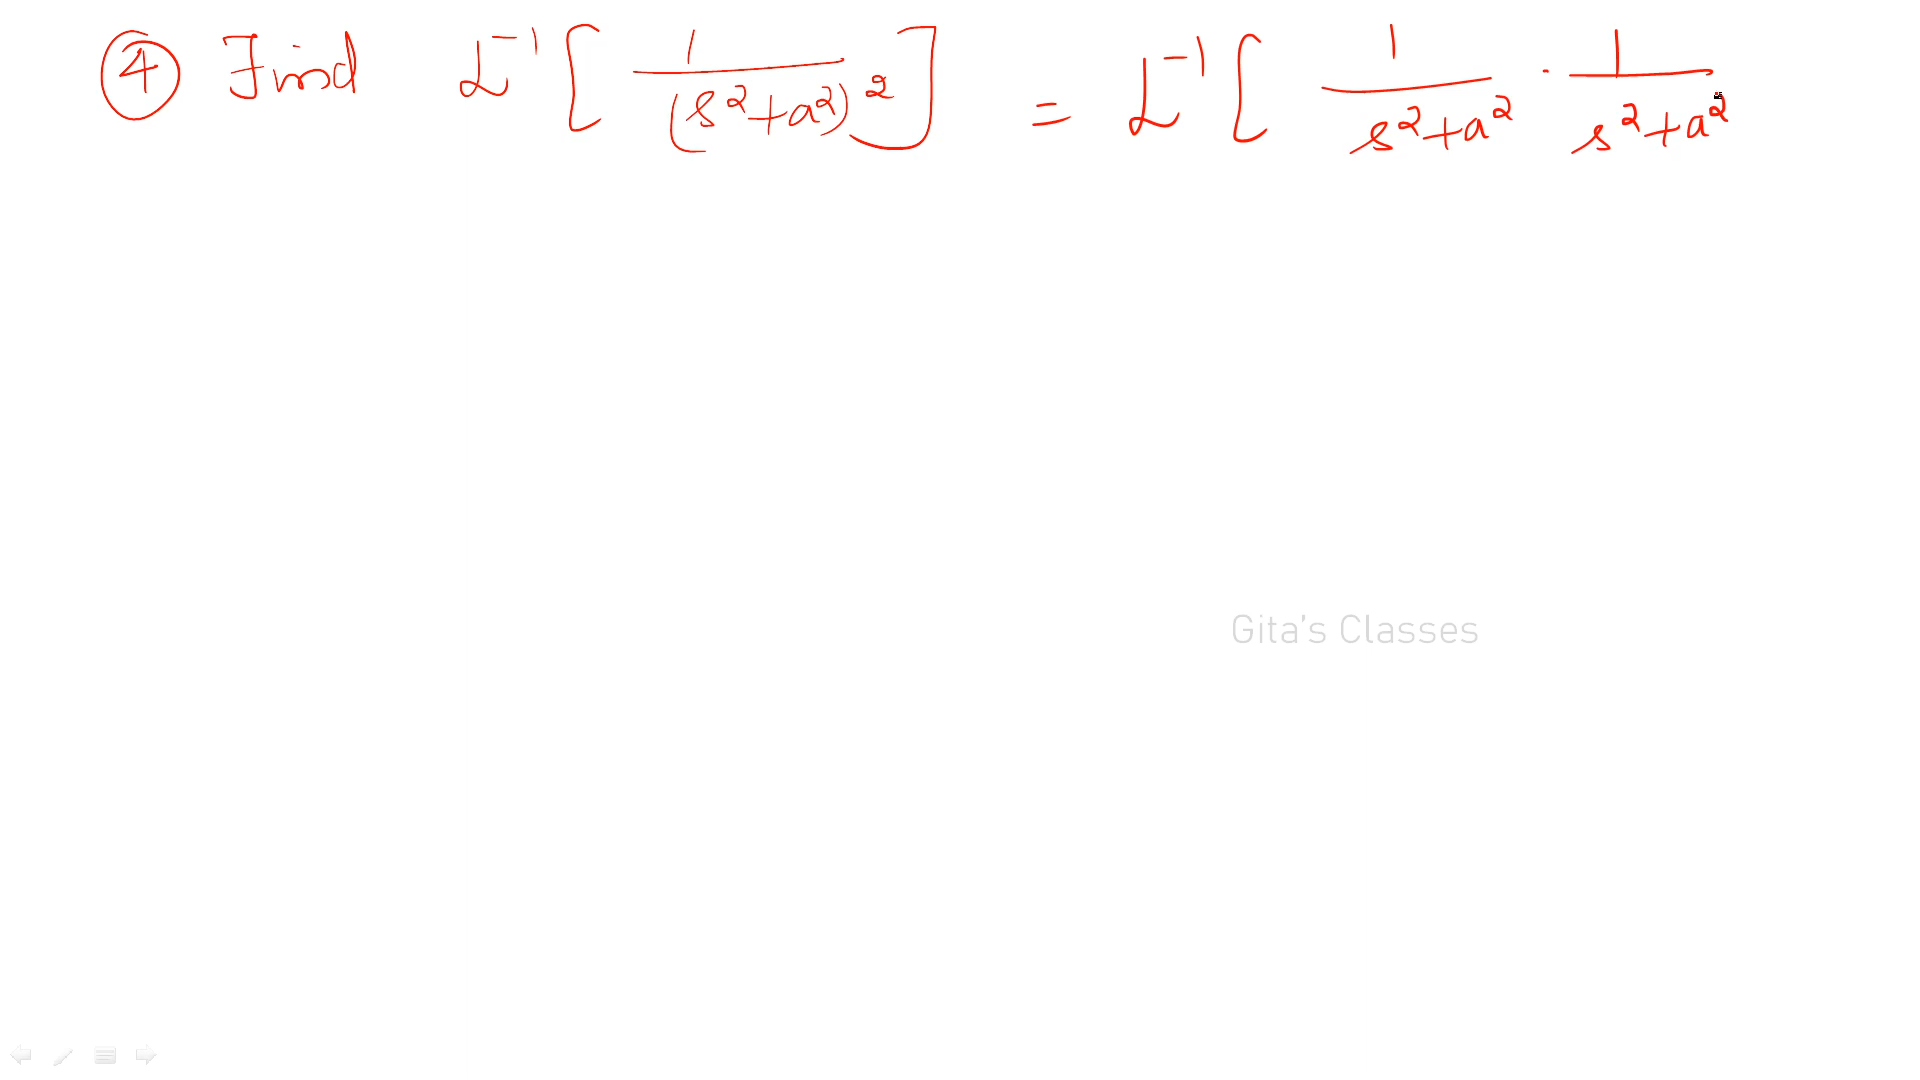 ④ Find L⁻¹[1/(s²+a²)²] = L⁻¹[1/s²+a² · 1/s²+a²
Gita's Classes